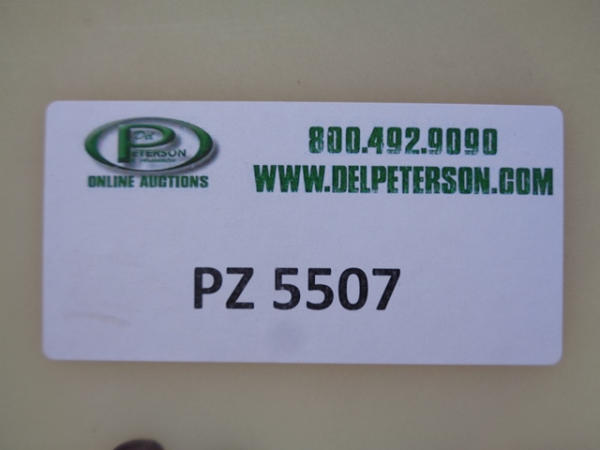 Del
PETERSON
ONLINE AUCTIONS
800.492.9090
WWW.DELPETERSON.COM
PZ 5507